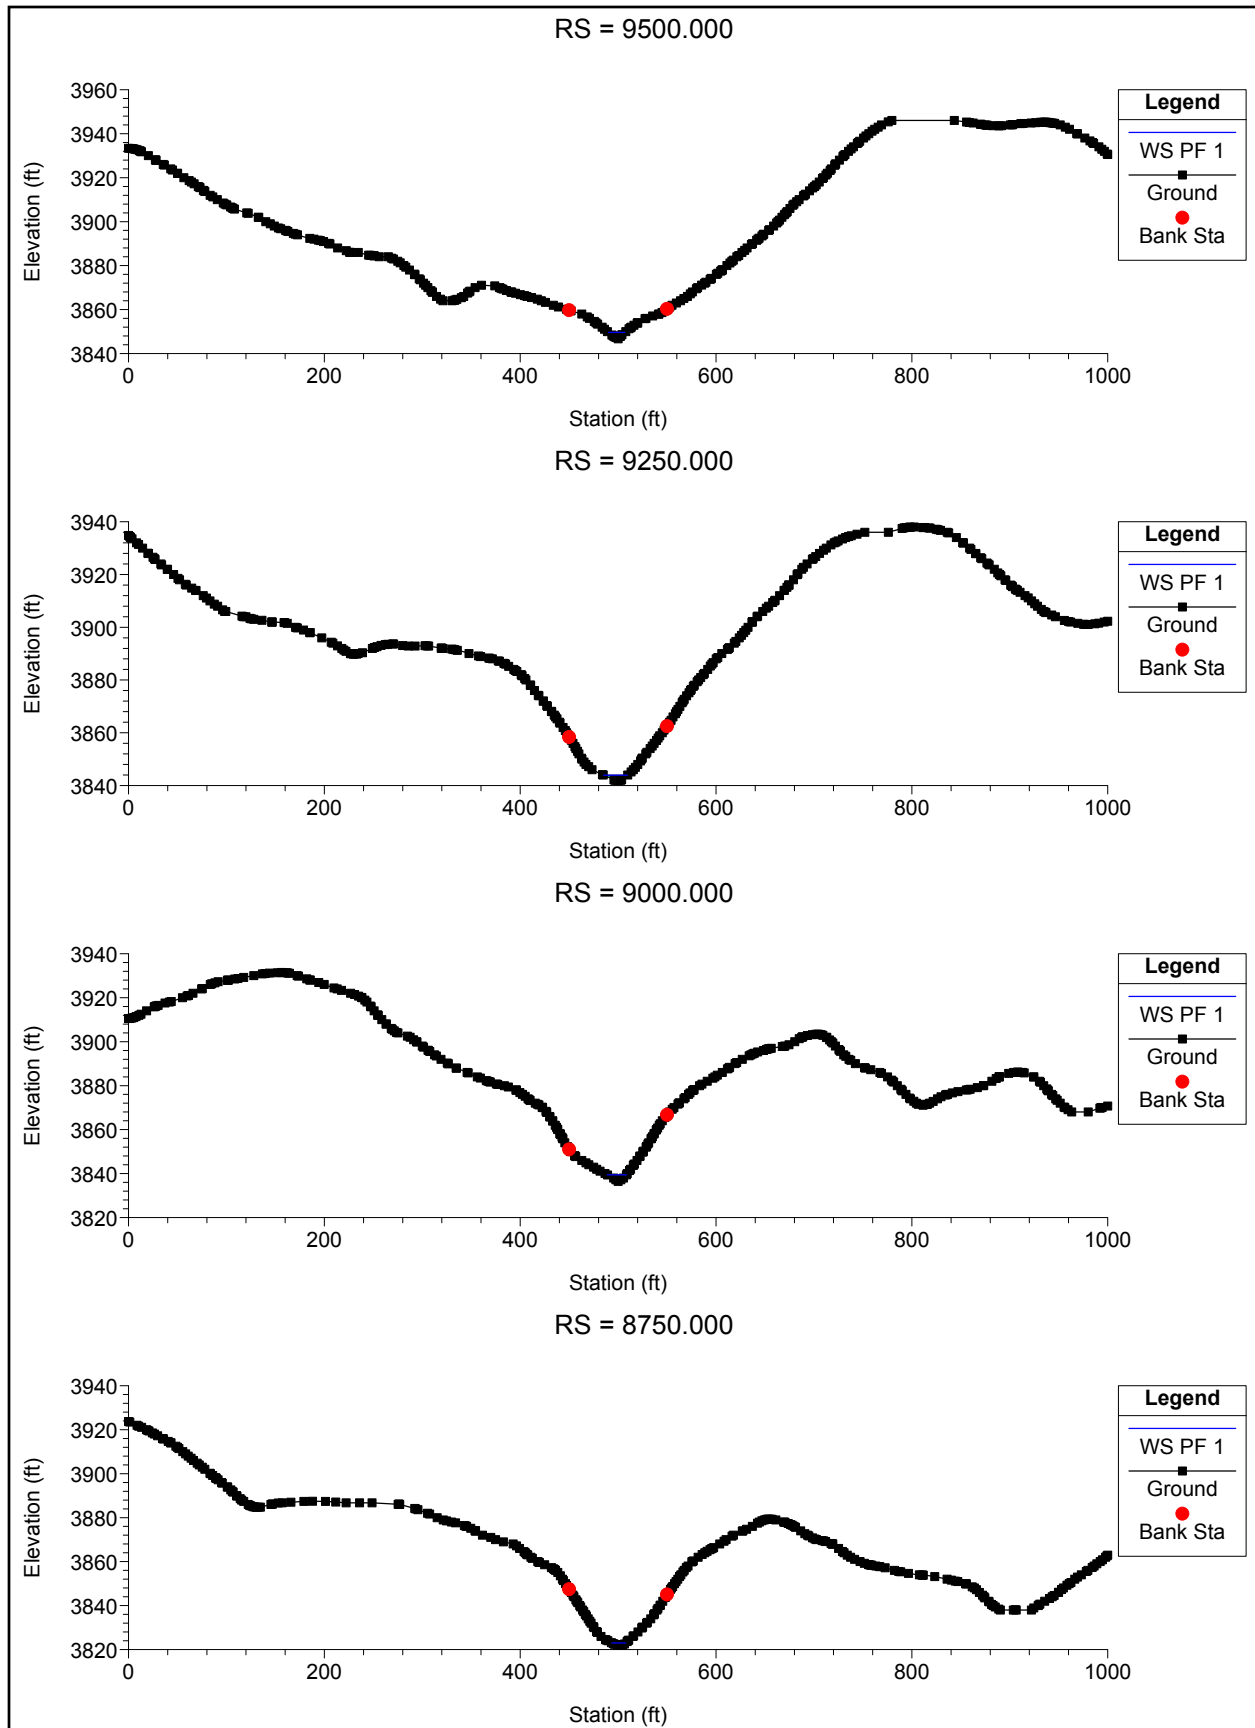 RS = 9500.000
3960
3940
3920
3900
3880
3860
3840
Elevation (ft)
0 200 400 600 800 1000
Station (ft)
Legend
WS PF 1
Ground
Bank Sta
RS = 9250.000
3940
3920
3900
3880
3860
3840
Elevation (ft)
0 200 400 600 800 1000
Station (ft)
Legend
WS PF 1
Ground
Bank Sta
RS = 9000.000
3940
3920
3900
3880
3860
3840
3820
Elevation (ft)
0 200 400 600 800 1000
Station (ft)
Legend
WS PF 1
Ground
Bank Sta
RS = 8750.000
3940
3920
3900
3880
3860
3840
3820
Elevation (ft)
0 200 400 600 800 1000
Station (ft)
Legend
WS PF 1
Ground
Bank Sta